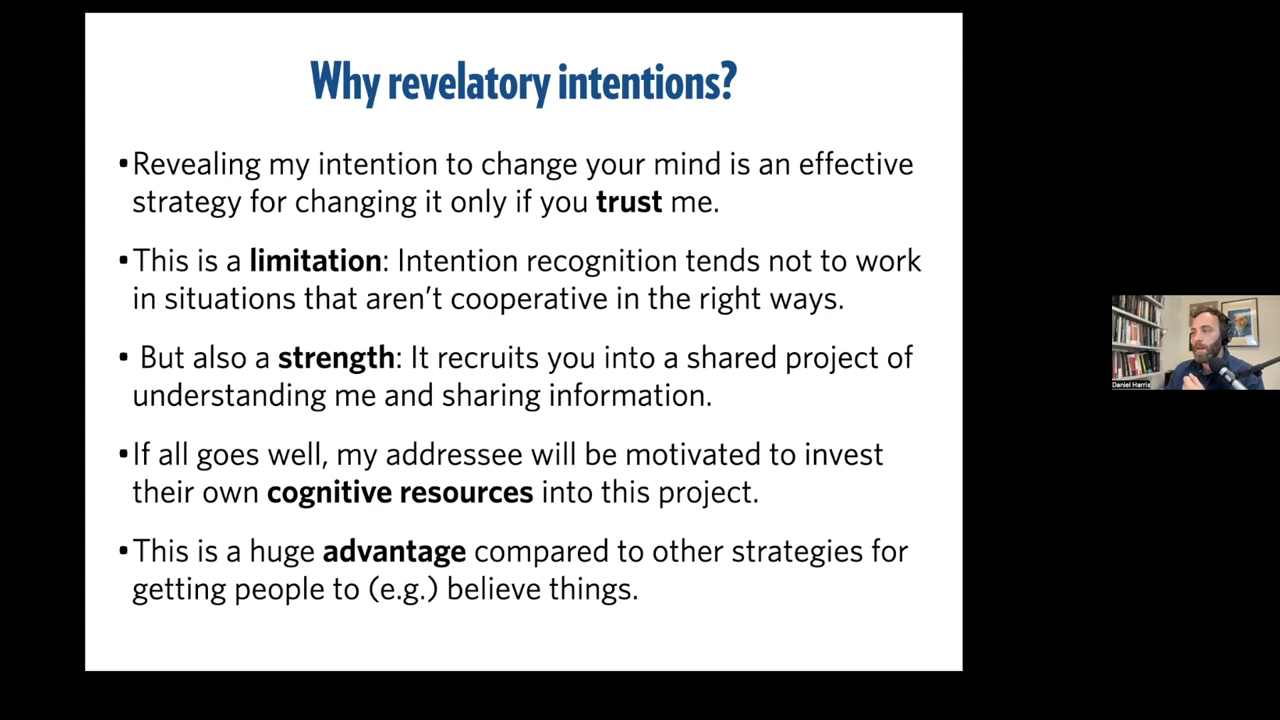 Why revelatory intentions?
•Revealing my intention to change your mind is an effective
strategy for changing it only if you trust me.
•This is a limitation: Intention recognition tends not to work
in situations that aren’t cooperative in the right ways.
• But also a strength: It recruits you into a shared project of
understanding me and sharing information.
•If all goes well, my addressee will be motivated to invest
their own cognitive resources into this project.
•This is a huge advantage compared to other strategies for
getting people to (e.g.) believe things.
Daniel Harris